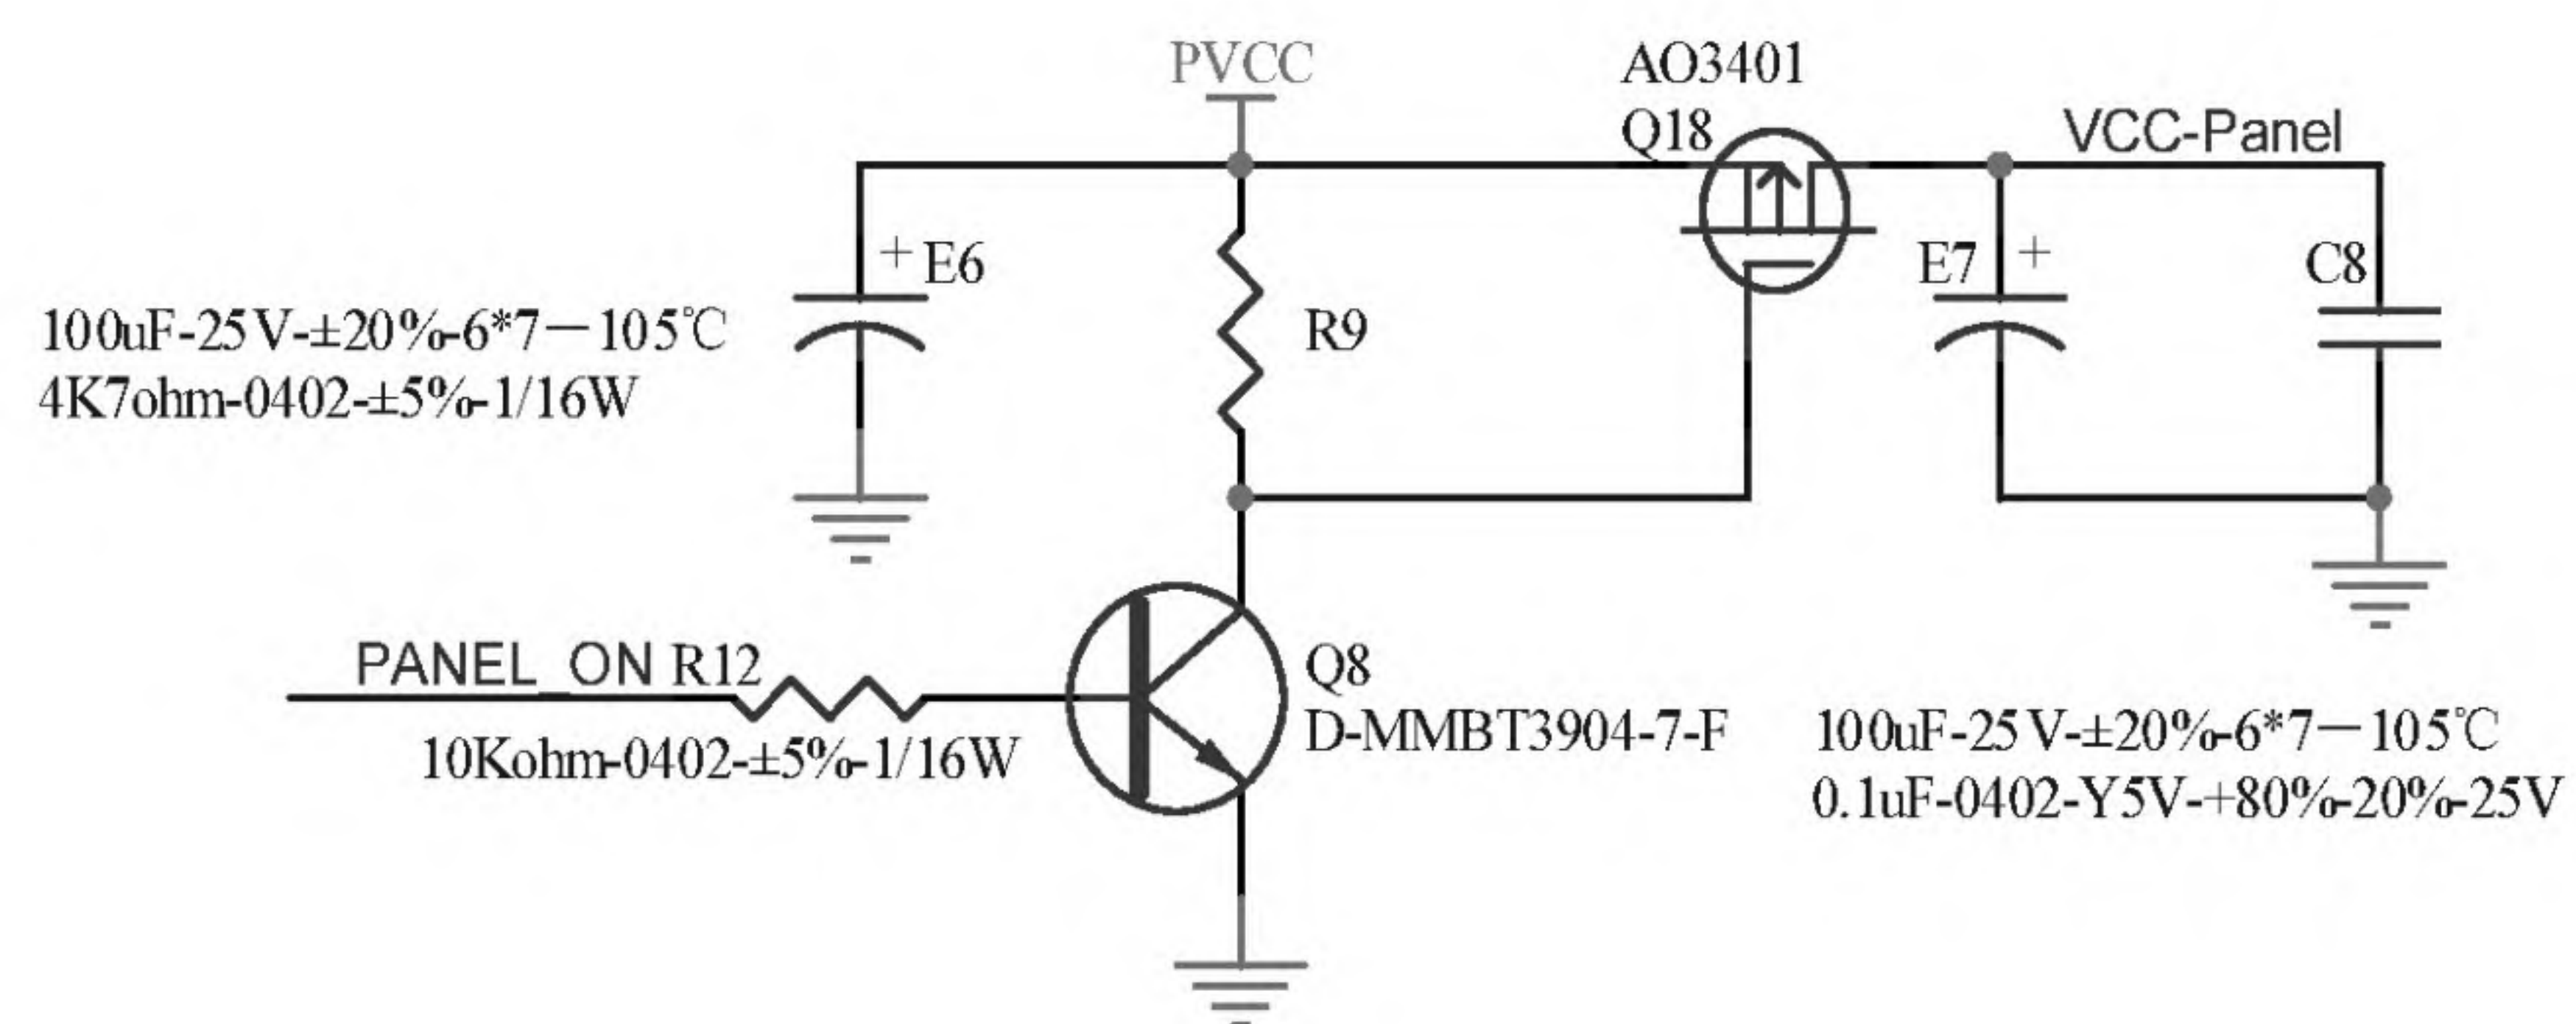 PVCC
AO3401
Q18
VCC-Panel
+ E6
E7 +
C8
100uF-25V-±20%-6*7－105℃
4K7ohm-0402-±5%-1/16W
R9
PANEL_ON R12
10Kohm-0402-±5%-1/16W
Q8
D-MMBT3904-7-F
100uF-25V-±20%-6*7－105℃
0.1uF-0402-Y5V-+80%-20%-25V